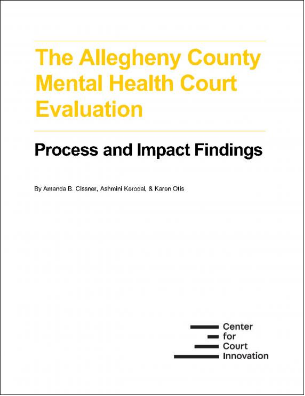 The Allegheny County
Mental Health Court
Evaluation
Process and Impact Findings
By Amanda B. Cissner, Ashmini Kerodal, & Karen Otis
Center
for
Court
Innovation